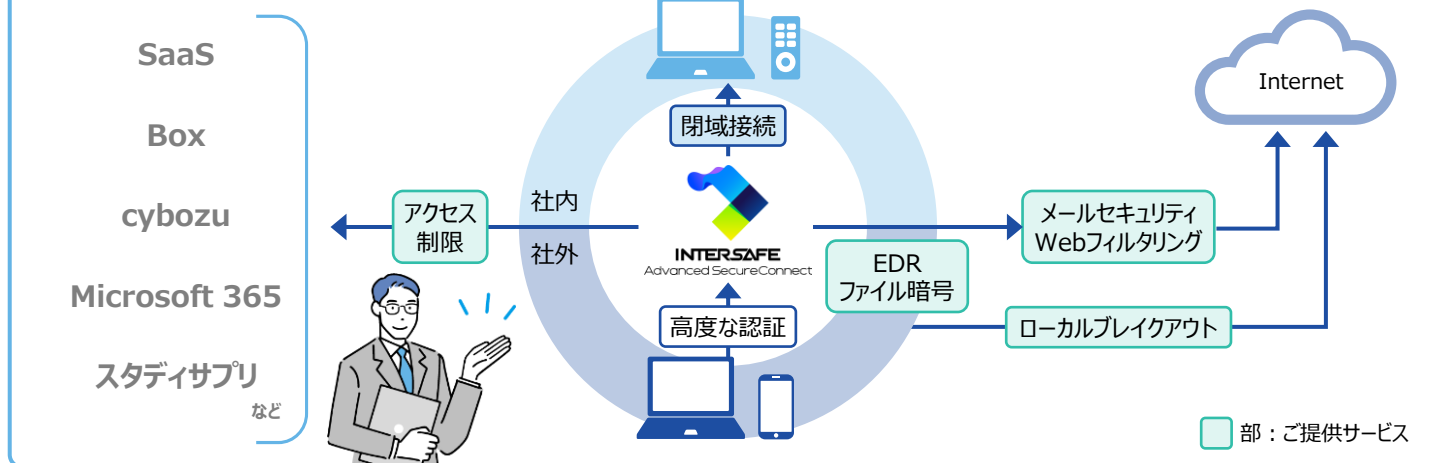 SaaS
Box
cybozu
Microsoft 365
スタディサプリ
など
アクセス
制限
社内
社外
閉域接続
INTERSAFE
Advanced SecureConnect
高度な認証
EDR
ファイル暗号
メールセキュリティ
Webフィルタリング
ローカルブレイクアウト
Internet
部：ご提供サービス